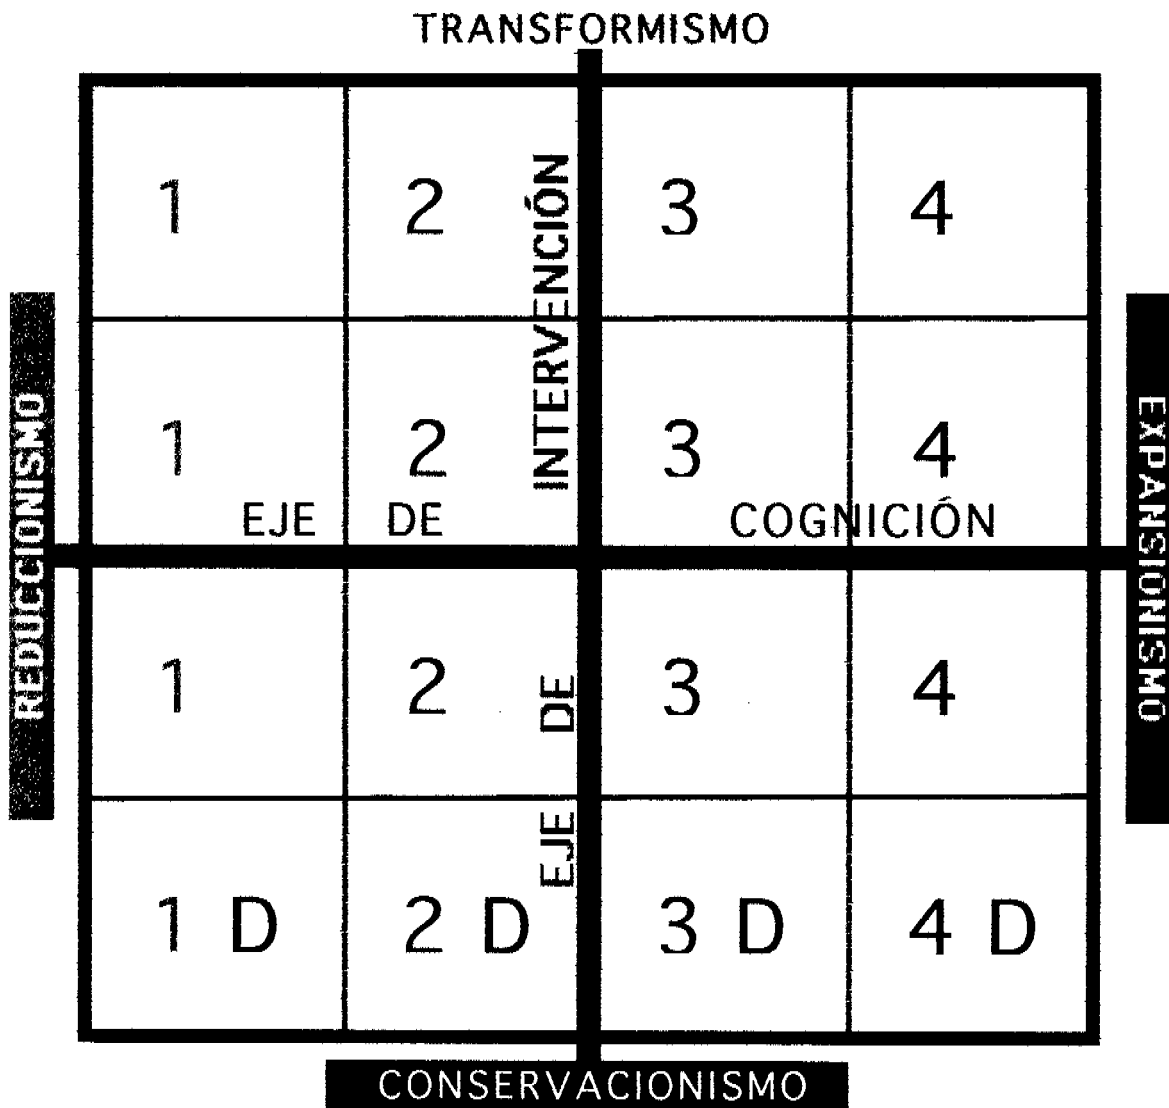 TRANSFORMISMO
1 2 3 4
INTERVENCIÓN
1 2 3 4
EJE DE COGNICIÓN
REDUCCIONISMO
EXPANSIONISMO
1 2 3 4
DE
EJE
1 D 2 D 3 D 4 D
CONSERVACIONISMO